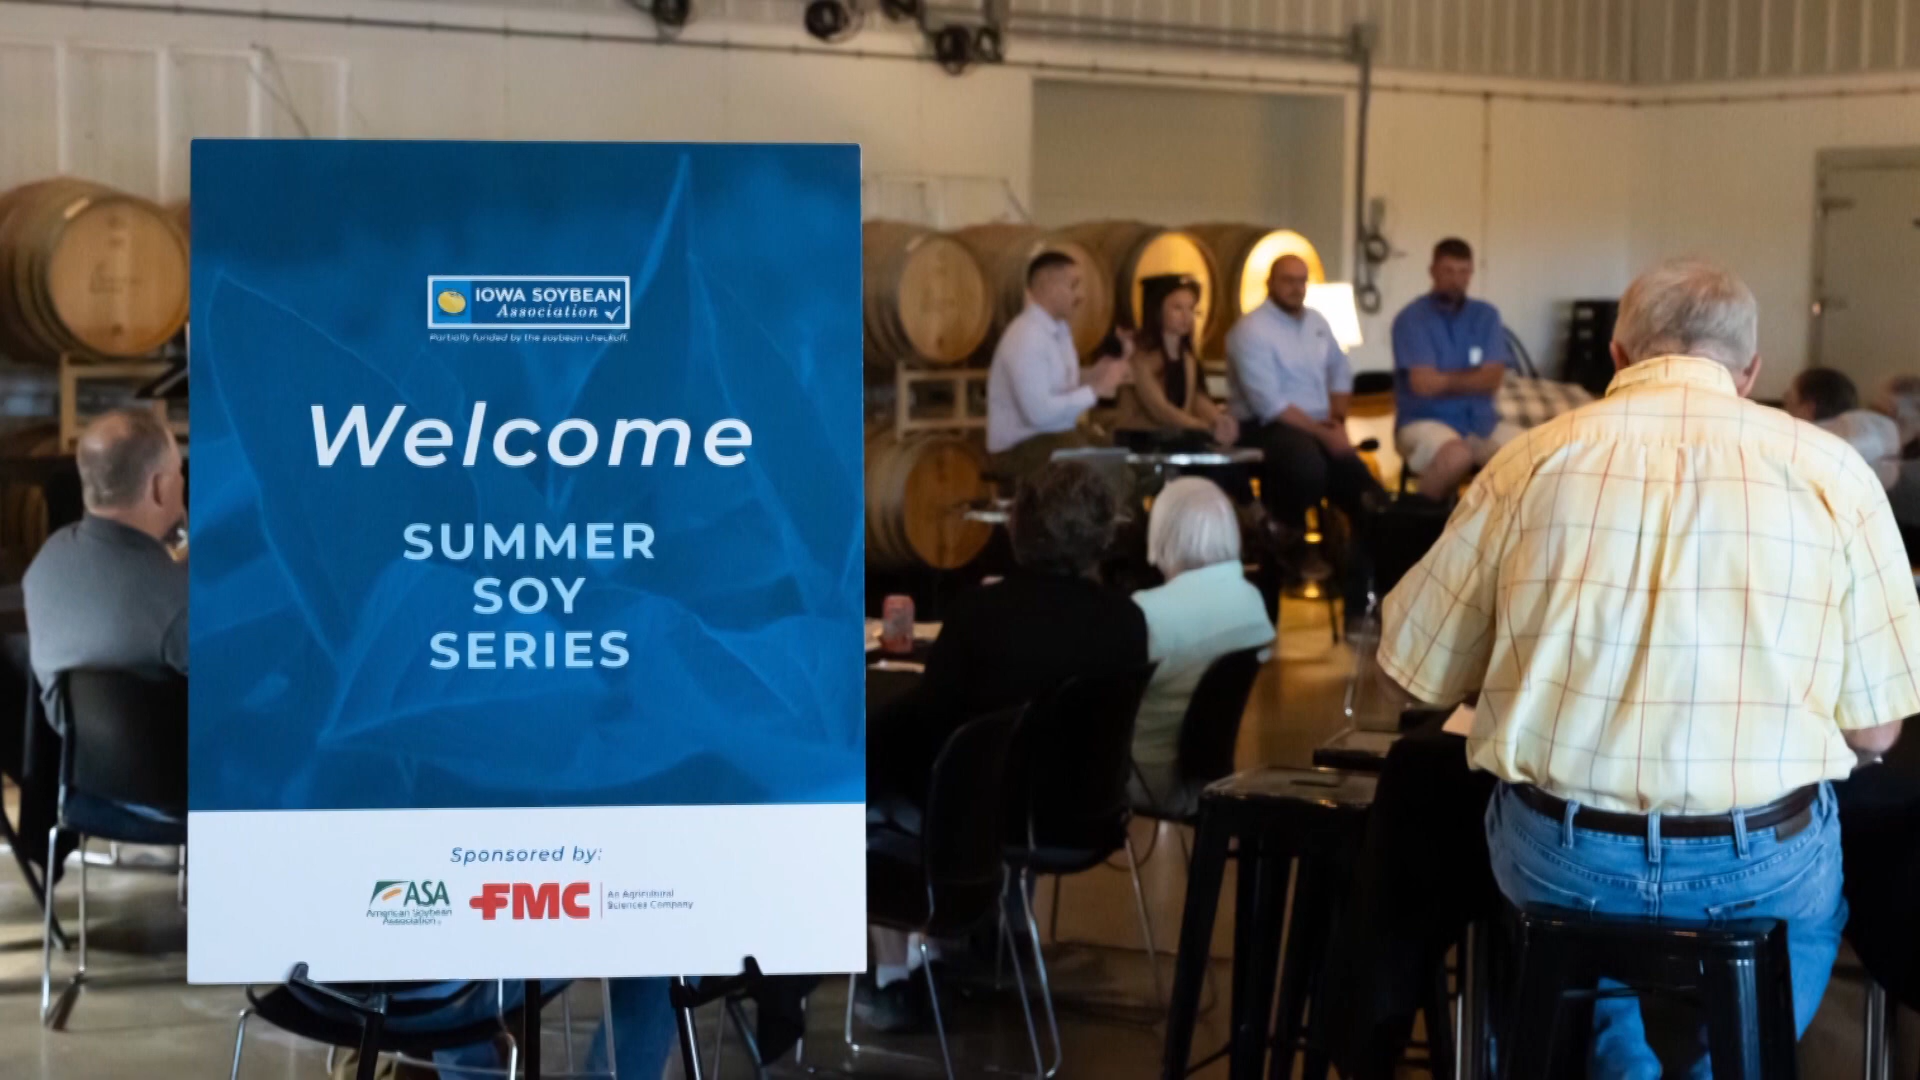 IOWA SOYBEAN
Association
Partially funded by the soybean checkoff.
Welcome
SUMMER
SOY
SERIES
Sponsored by:
ASA
American Soybean
Association
FMC
An Agricultural
Sciences Company